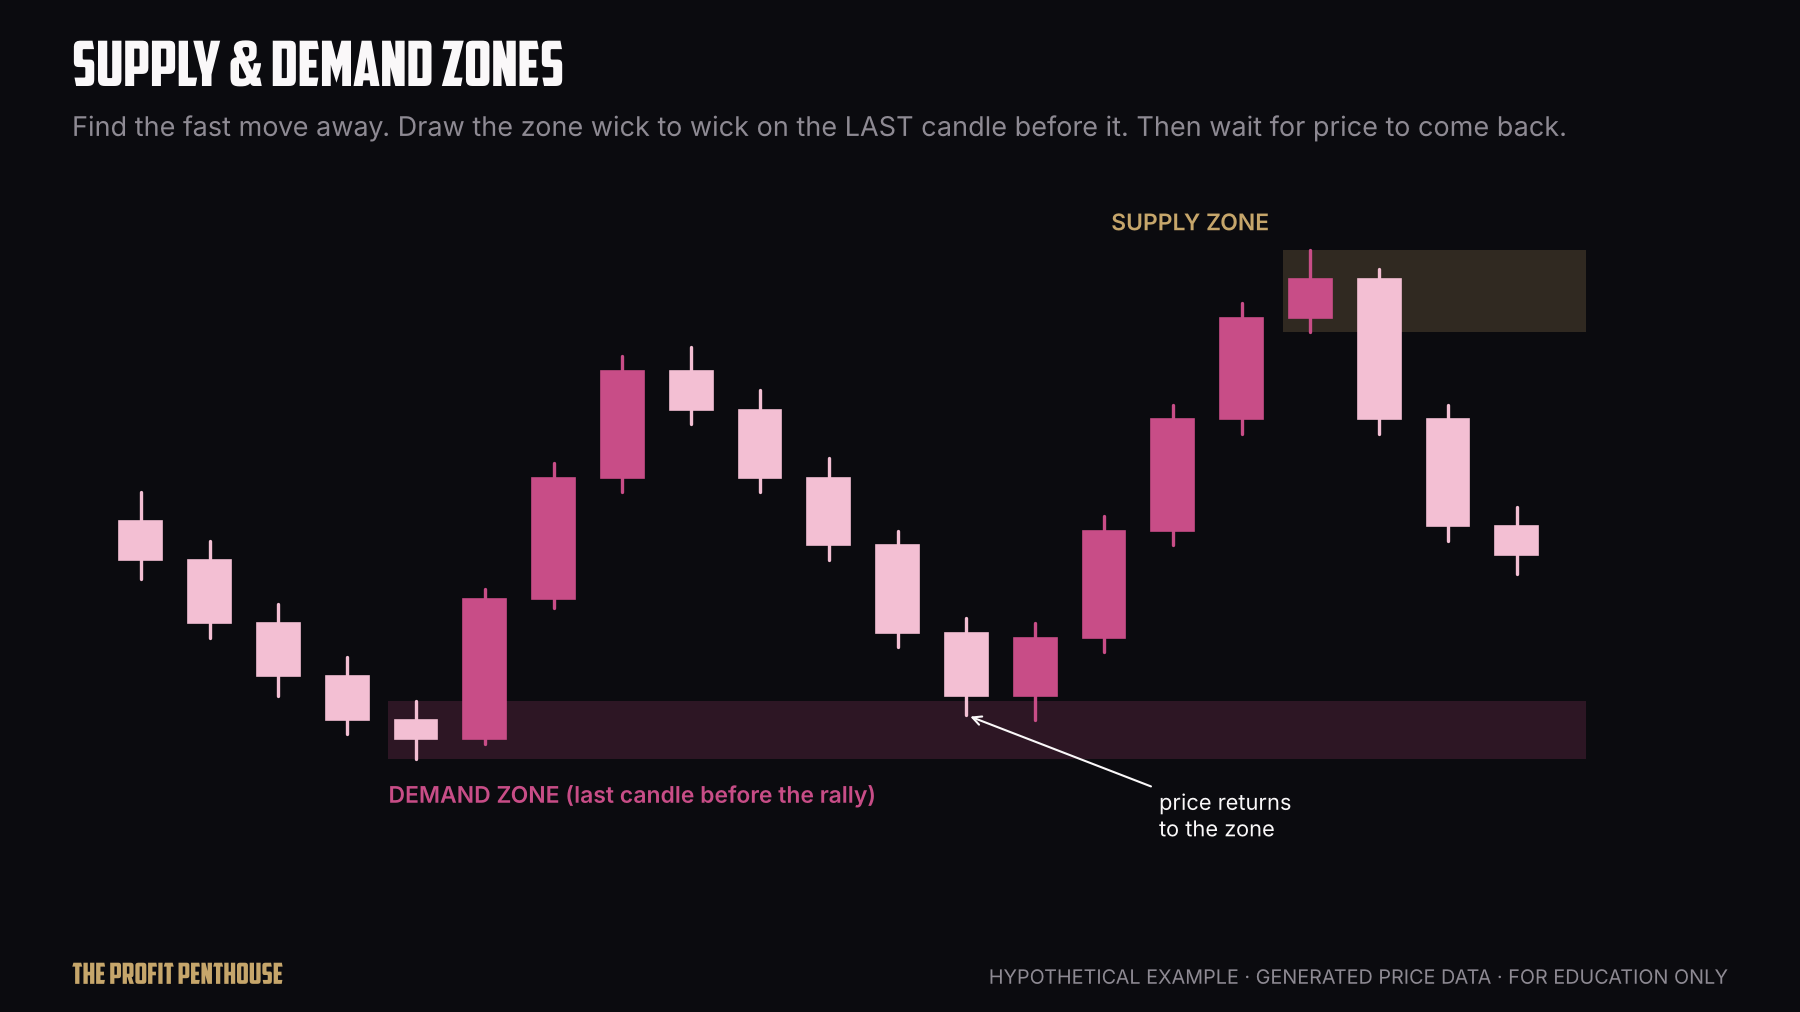 SUPPLY & DEMAND ZONES
Find the fast move away. Draw the zone wick to wick on the LAST candle before it. Then wait for price to come back.
SUPPLY ZONE
DEMAND ZONE (last candle before the rally)
price returns
to the zone
THE PROFIT PENTHOUSE
HYPOTHETICAL EXAMPLE · GENERATED PRICE DATA · FOR EDUCATION ONLY